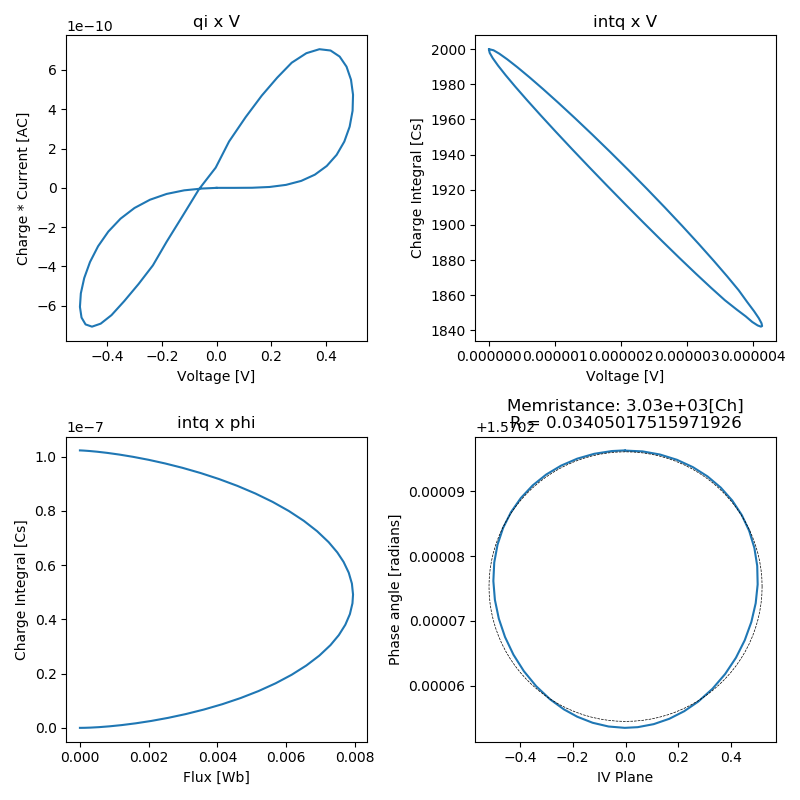 qi x V
1e−10
6
4
2
0
−2
−4
−6
−0.4 −0.2 0.0 0.2 0.4
Voltage [V]
Charge * Current [AC]
intq x V
2000
1980
1960
1940
1920
1900
1880
1860
1840
0.000000 0.000001 0.000002 0.000003 0.000004
Voltage [V]
Charge Integral [Cs]
intq x phi
1e−7
1.0
0.8
0.6
0.4
0.2
0.0
0.000 0.002 0.004 0.006 0.008
Flux [Wb]
Charge Integral [Cs]
Memristance: 3.03e+03[Ch]
R = 0.03405017515971926
+1.5702
0.00009
0.00008
0.00007
0.00006
−0.4 −0.2 0.0 0.2 0.4
IV Plane
Phase angle [radians]